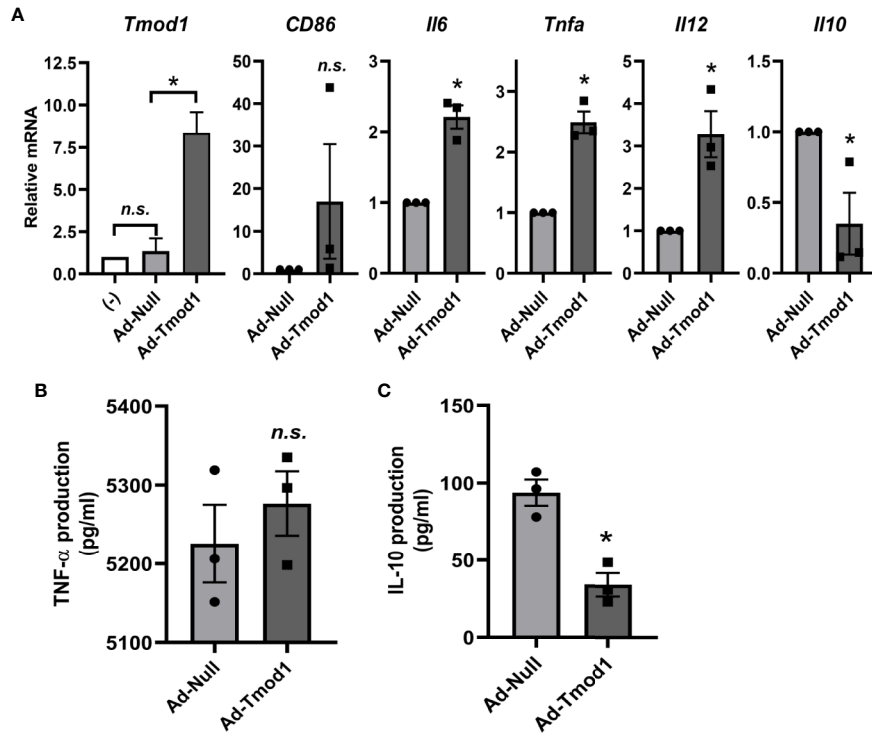 A
Tmod1
CD86
Il6
Tnfa
Il12
Il10
Relative mRNA
12.5
10.0
7.5
5.0
2.5
0.0
n.s.
*
(-)
Ad-Null
Ad-Tmod1
50
40
30
20
10
0
n.s.
Ad-Null
Ad-Tmod1
3
2
1
0
*
Ad-Null
Ad-Tmod1
3
2
1
0
*
Ad-Null
Ad-Tmod1
5
4
3
2
1
0
*
Ad-Null
Ad-Tmod1
1.5
1.0
0.5
0.0
*
Ad-Null
Ad-Tmod1
B
TNF-α production
(pg/ml)
5400
5300
5200
5100
n.s.
Ad-Null
Ad-Tmod1
C
IL-10 production
(pg/ml)
150
100
50
0
*
Ad-Null
Ad-Tmod1